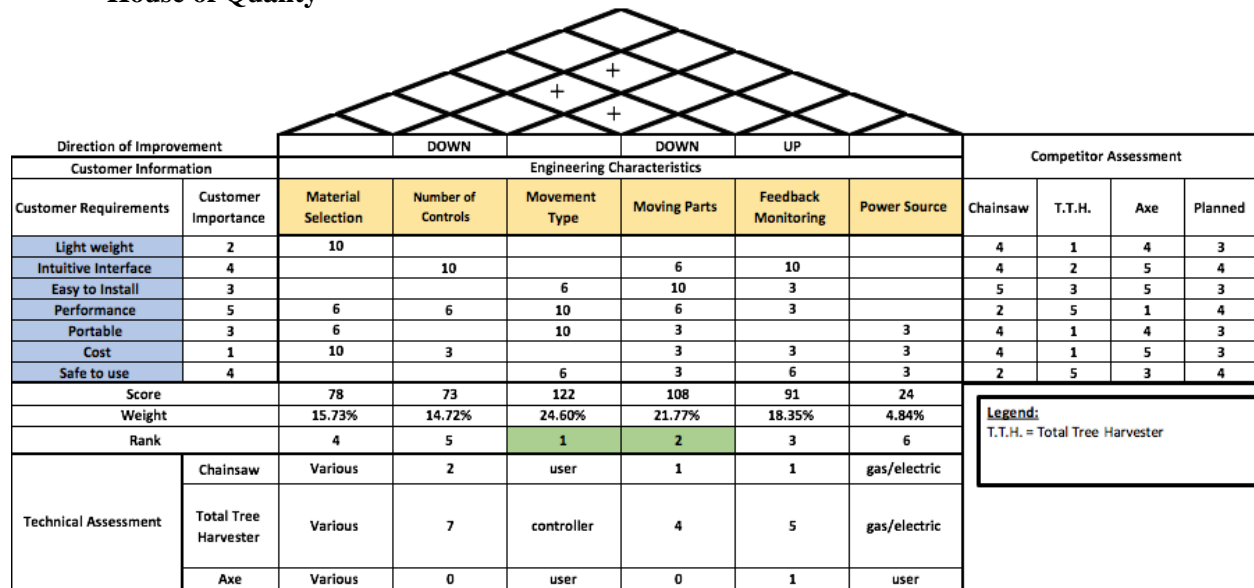 House of Quality
+
+
+
Direction of Improvement DOWN DOWN UP
Competitor Assessment
Customer Information Engineering Characteristics
Customer Requirements Customer Importance Material Selection Number of Controls Movement Type Moving Parts Feedback Monitoring Power Source Chainsaw T.T.H. Axe Planned
Light weight 2 10 4 1 4 3
Intuitive Interface 4 10 6 10 4 2 5 4
Easy to Install 3 6 10 3 5 3 5 3
Performance 5 6 6 10 6 3 2 5 1 4
Portable 3 6 10 3 3 4 1 4 3
Cost 1 10 3 3 3 3 4 1 5 3
Safe to use 4 6 3 6 3 2 5 3 4
Score 78 73 122 108 91 24
Weight 15.73% 14.72% 24.60% 21.77% 18.35% 4.84%
Rank 4 5 1 2 3 6
Legend:
T.T.H. = Total Tree Harvester
Technical Assessment
Chainsaw Various 2 user 1 1 gas/electric
Total Tree Harvester Various 7 controller 4 5 gas/electric
Axe Various 0 user 0 1 user